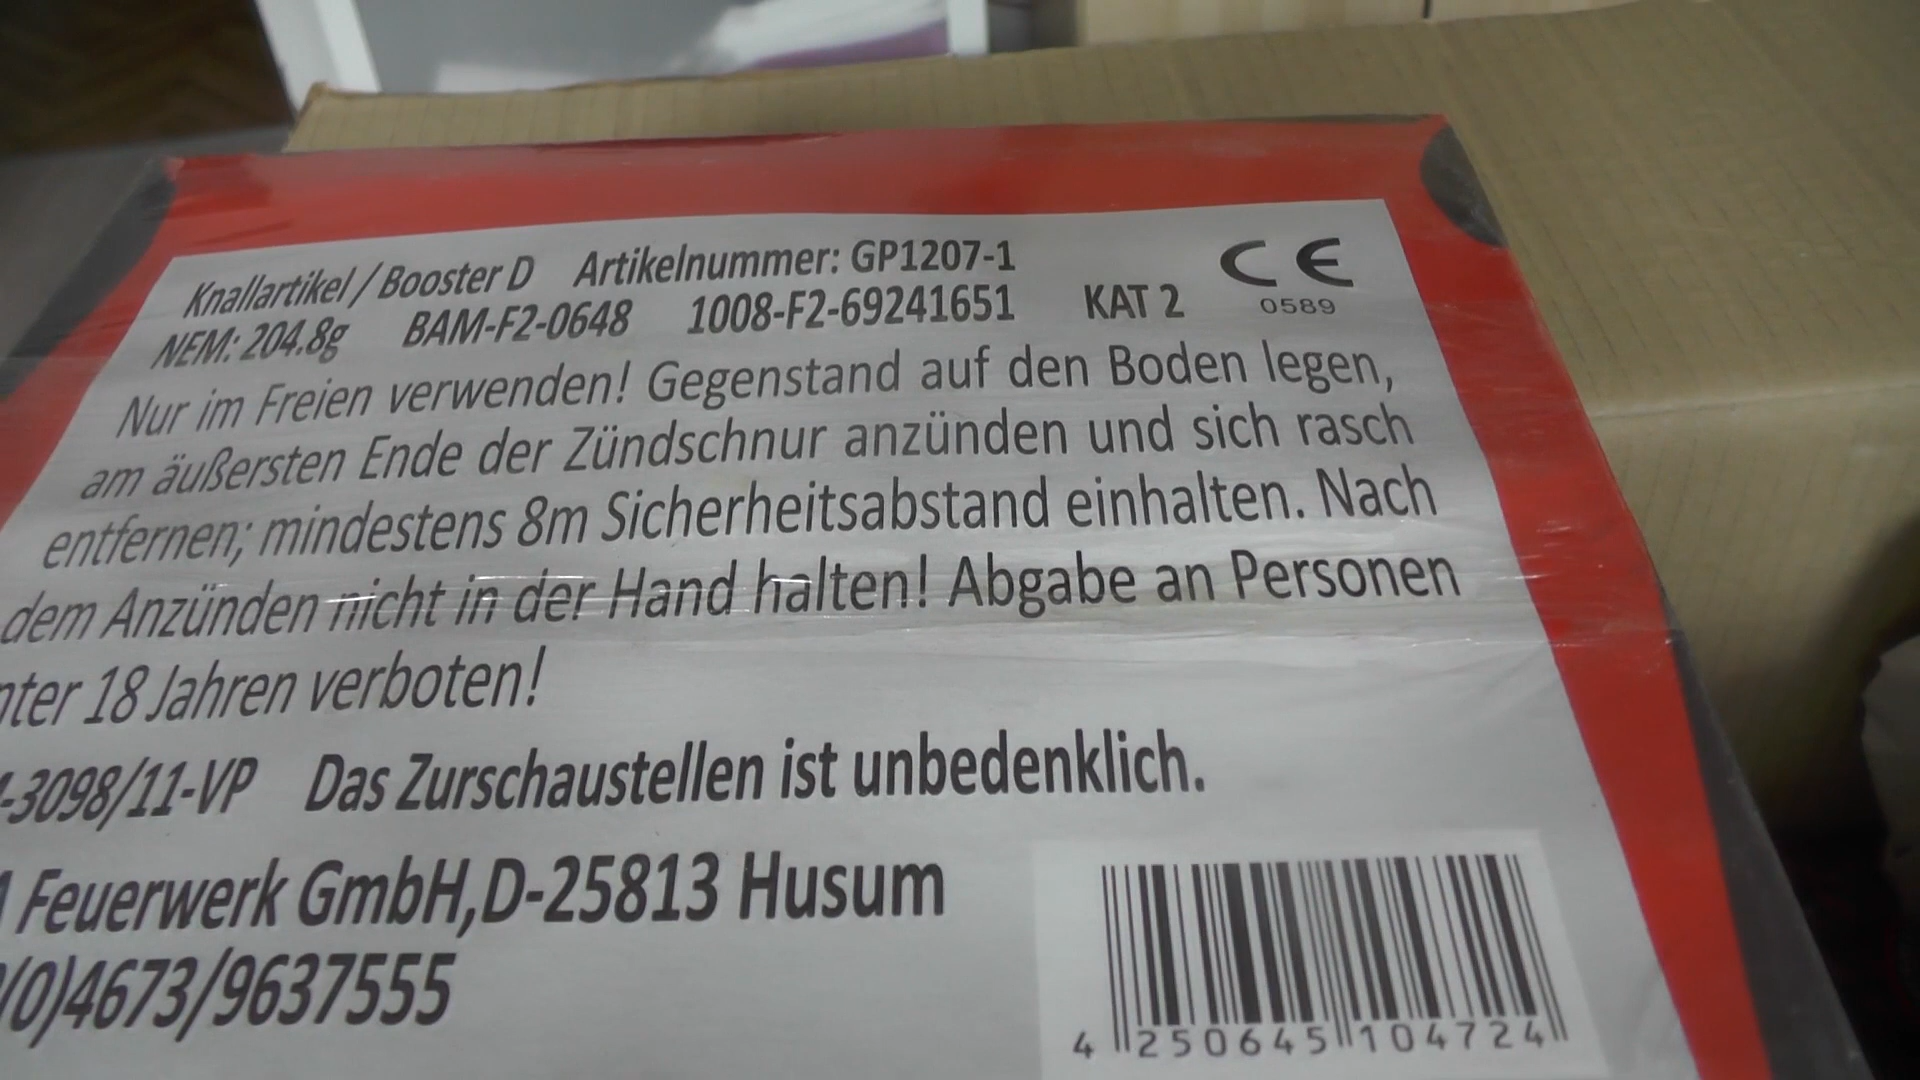 Knallartikel / Booster D Artikelnummer: GP1207-1
NEM: 204.8g BAM-F2-0648 1008-F2-69241651 KAT 2 CE
0589
Nur im Freien verwenden! Gegenstand auf den Boden legen,
am äußersten Ende der Zündschnur anzünden und sich rasch
entfernen; mindestens 8m Sicherheitsabstand einhalten. Nach
dem Anzünden nicht in der Hand halten! Abgabe an Personen
nter 18 Jahren verboten!
-3098/11-VP Das Zurschaustellen ist unbedenklich.
Feuerwerk GmbH,D-25813 Husum
(0)4673/9637555
4 250645 104724